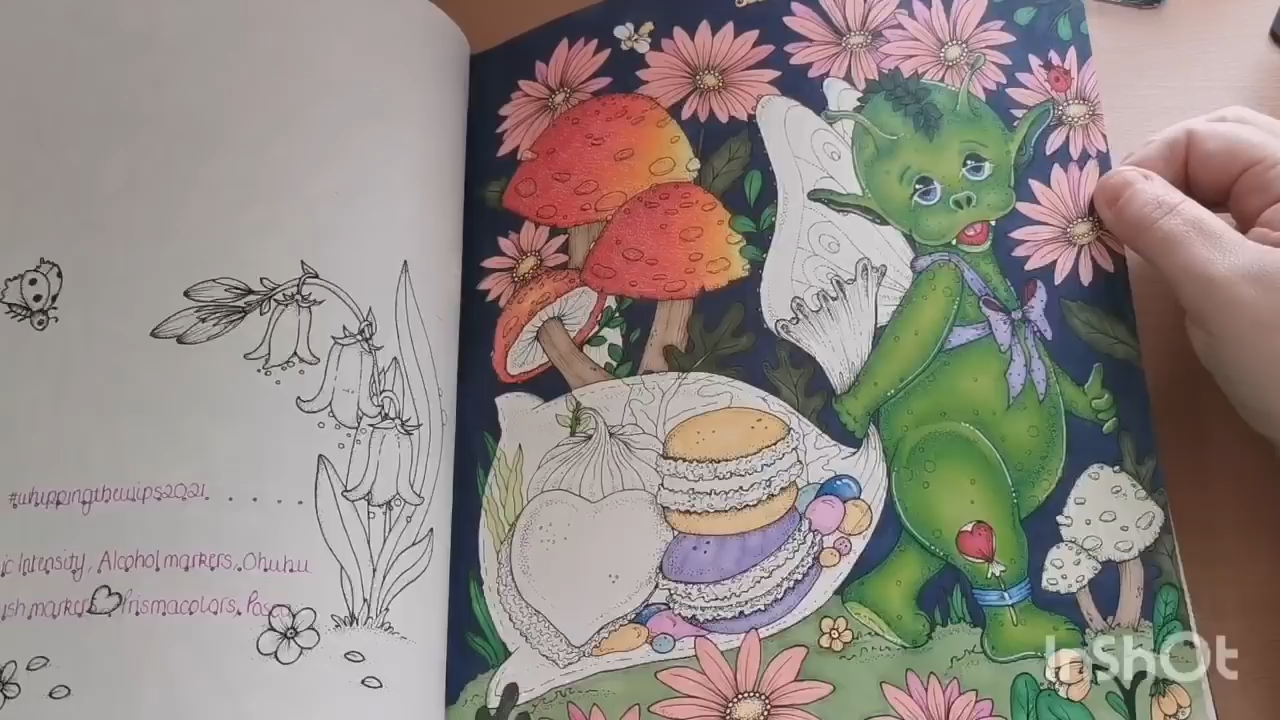 #whippingthewips2021.....
ic Intensity, Alcohol markers, Ohuhu
ush markers, Prismacolors, Posca
InShOt